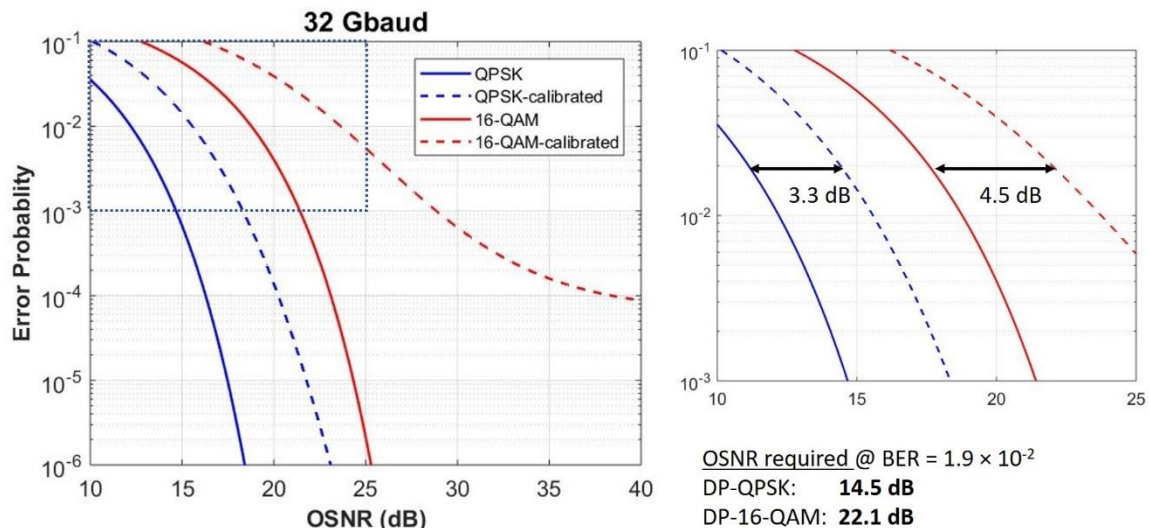 32 Gbaud
Error Probablity
10⁻¹
10⁻²
10⁻³
10⁻⁴
10⁻⁵
10⁻⁶
10
15
20
25
30
35
40
OSNR (dB)
QPSK
QPSK-calibrated
16-QAM
16-QAM-calibrated
10⁻¹
10⁻²
10⁻³
10
15
20
25
3.3 dB
4.5 dB
OSNR required @ BER = 1.9 × 10⁻²
DP-QPSK: 14.5 dB
DP-16-QAM: 22.1 dB